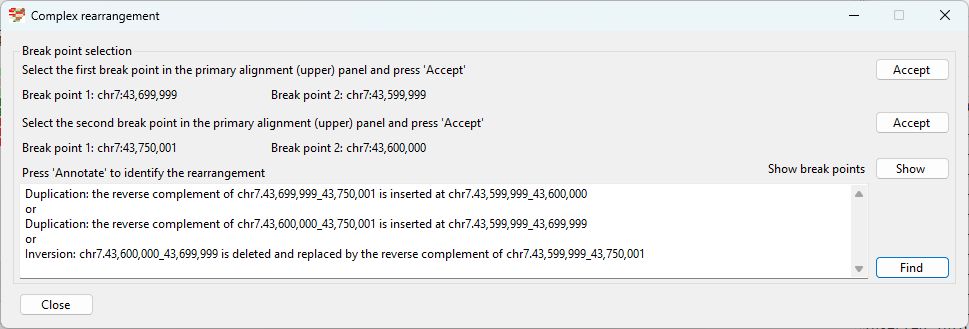 Complex rearrangement
Break point selection
Select the first break point in the primary alignment (upper) panel and press 'Accept'
Accept
Break point 1: chr7:43,699,999 Break point 2: chr7:43,599,999
Select the second break point in the primary alignment (upper) panel and press 'Accept'
Accept
Break point 1: chr7:43,750,001 Break point 2: chr7:43,600,000
Press 'Annotate' to identify the rearrangement
Show break points
Show
Duplication: the reverse complement of chr7.43,699,999_43,750,001 is inserted at chr7.43,599,999_43,600,000
or
Duplication: the reverse complement of chr7.43,600,000_43,750,001 is inserted at chr7.43,599,999_43,699,999
or
Inversion: chr7.43,600,000_43,699,999 is deleted and replaced by the reverse complement of chr7.43,599,999_43,750,001
Find
Close